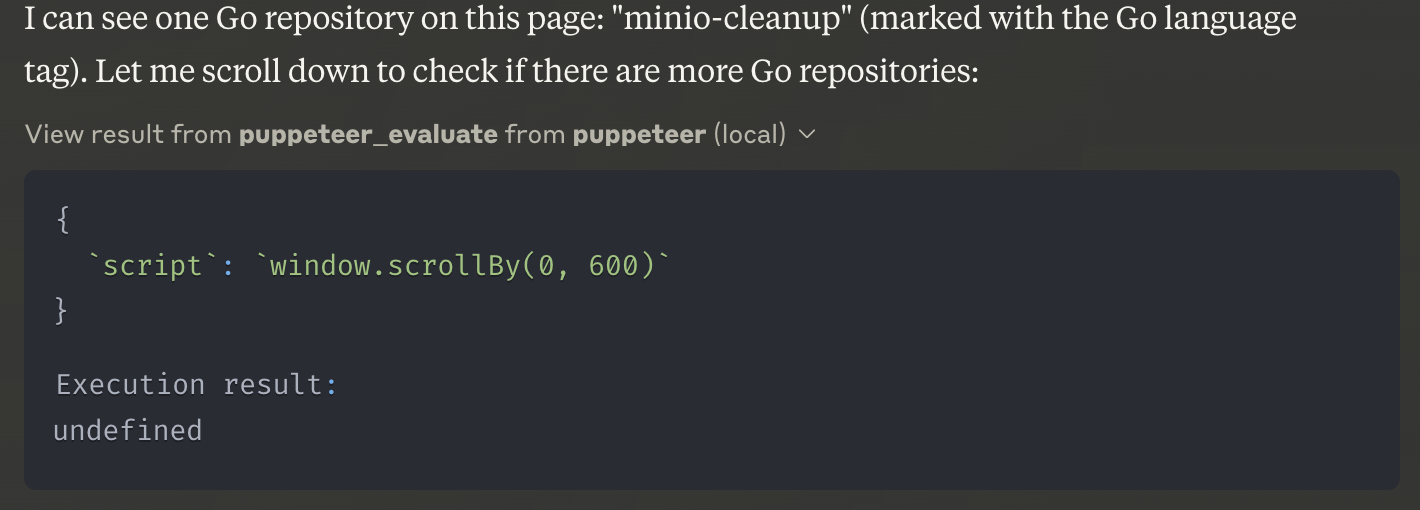 I can see one Go repository on this page: "minio-cleanup" (marked with the Go language
tag). Let me scroll down to check if there are more Go repositories:
View result from puppeteer_evaluate from puppeteer (local)
{
  `script`: `window.scrollBy(0, 600)`
}
Execution result:
undefined